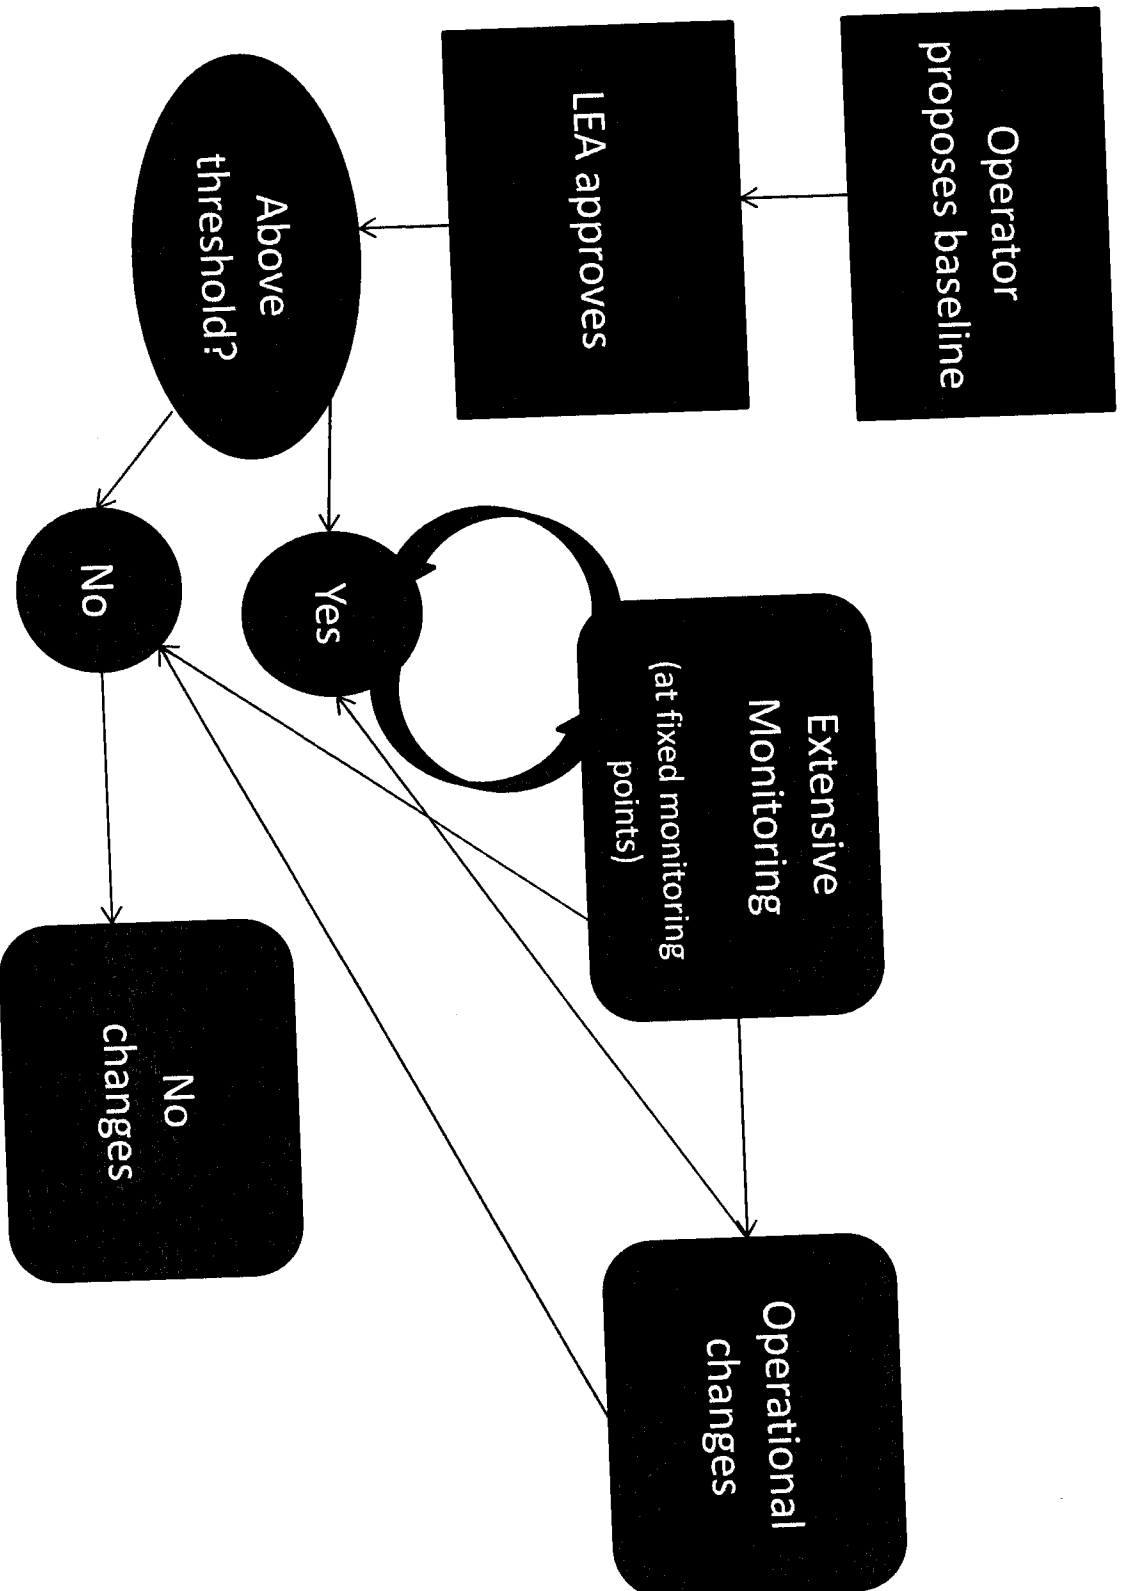 Operator
proposes baseline
LEA approves
Above
threshold?
Yes
No
Extensive
Monitoring
(at fixed monitoring
points)
Operational
changes
No
changes